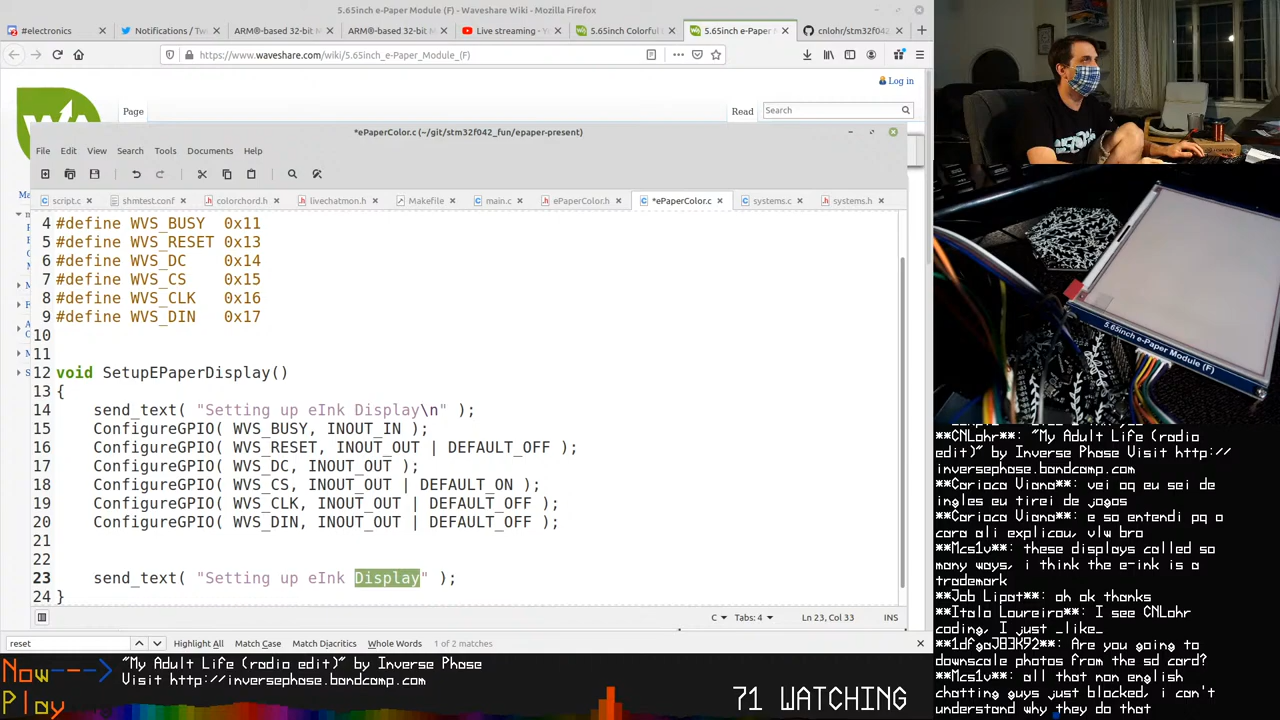 5.65inch e-Paper Module (F) - Waveshare Wiki - Mozilla Firefox
#electronics
Notifications / Tw
ARM®-based 32-bit M
ARM®-based 32-bit M
Live streaming - Y
5.65inch Colorful
5.65inch e-Paper M
cnlohr/stm32f042_
https://www.waveshare.com/wiki/5.65inch_e-Paper_Module_(F)
Log in
Page
Read
Search
*ePaperColor.c (~/git/stm32f042_fun/epaper-present)
File Edit View Search Tools Documents Help
script.c
shmtest.conf
colorchord.h
livechatmon.h
Makefile
main.c
ePaperColor.h
*ePaperColor.c
systems.c
systems.h
4 #define WVS_BUSY 0x11
5 #define WVS_RESET 0x13
6 #define WVS_DC 0x14
7 #define WVS_CS 0x15
8 #define WVS_CLK 0x16
9 #define WVS_DIN 0x17
10
11
12 void SetupEPaperDisplay()
13 {
14 send_text( "Setting up eInk Display\n" );
15 ConfigureGPIO( WVS_BUSY, INOUT_IN );
16 ConfigureGPIO( WVS_RESET, INOUT_OUT | DEFAULT_OFF );
17 ConfigureGPIO( WVS_DC, INOUT_OUT );
18 ConfigureGPIO( WVS_CS, INOUT_OUT | DEFAULT_ON );
19 ConfigureGPIO( WVS_CLK, INOUT_OUT | DEFAULT_OFF );
20 ConfigureGPIO( WVS_DIN, INOUT_OUT | DEFAULT_OFF );
21
22
23 send_text( "Setting up eInk Display" );
24 }
C Tabs: 4 Ln 23, Col 33 INS
reset
Highlight All Match Case Match Diacritics Whole Words 1 of 2 matches
Now---> "My Adult Life (radio edit)" by Inverse Phase
Play Visit http://inversephase.bandcamp.com
71 WATCHING
5.65inch e-Paper Module (F)
**CNLohr**: "My Adult Life (radio
edit)" by Inverse Phase Visit http://
inversephase.bandcamp.com
**Carioca Viana**: vei oq eu sei de
ingles eu tirei de jogos
**Carioca Viana**: e so entendi pq o
cara ali explicou, vlw bro
**Mcs1v**: these displays called so
many ways, i think the e-ink is a
trademark
**Job Lipat**: oh ok thanks
**Italo Loureiro**: I see CNLohr
coding, I just _like_
**1dfgaJ83K92**: Are you going to
downscale photos from the sd card?
**Mcs1v**: all that non english
chatting guys just blocked, i can't
understand why they do that